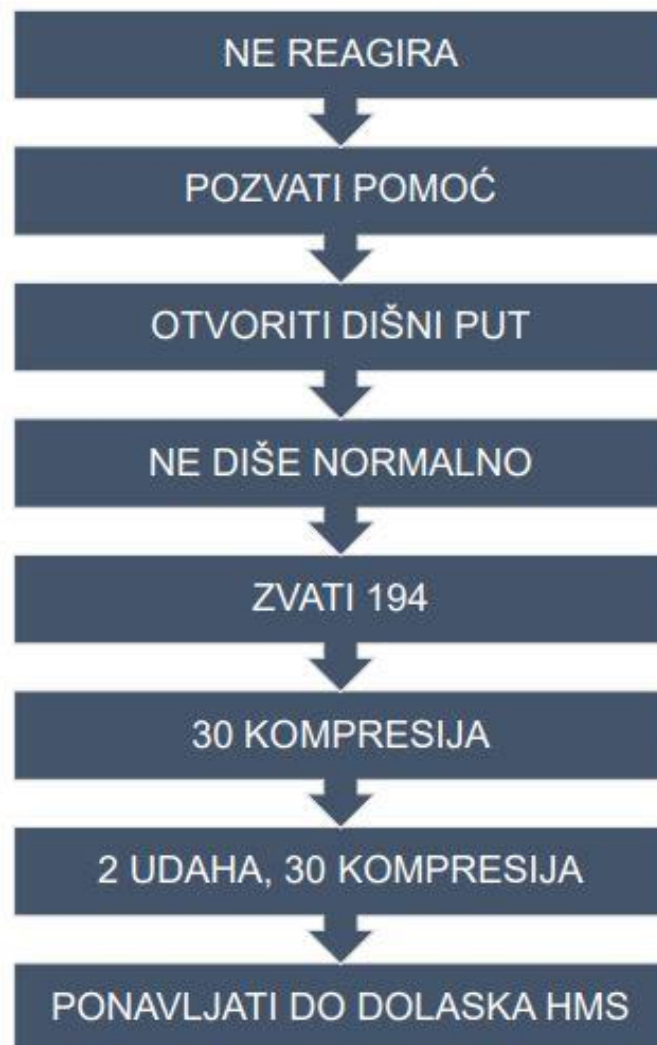 NE REAGIRA
POZVATI POMOĆ
OTVORITI DIŠNI PUT
NE DIŠE NORMALNO
ZVATI 194
30 KOMPRESIJA
2 UDAHA, 30 KOMPRESIJA
PONAVLJATI DO DOLASKA HMS